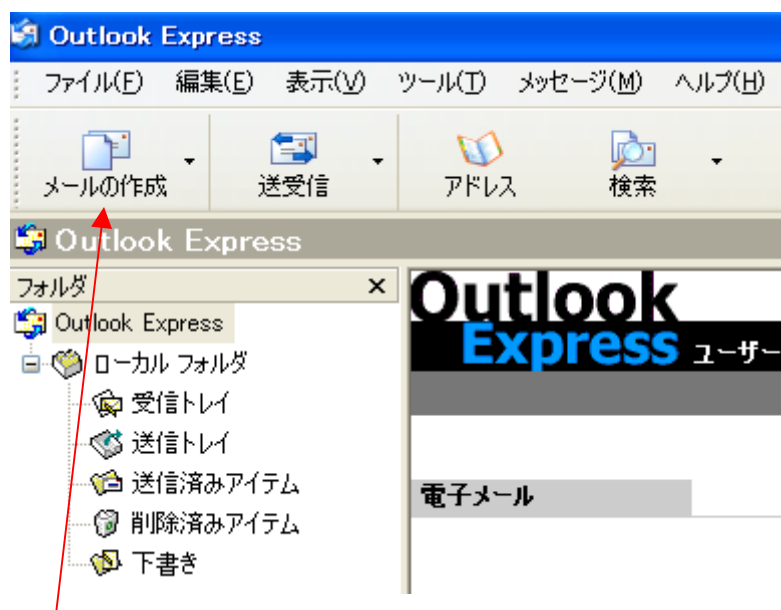 Outlook Express
ファイル(F) 編集(E) 表示(V) ツール(T) メッセージ(M) ヘルプ(H)
メールの作成 送受信 アドレス 検索
Outlook Express
フォルダ ×
Outlook Express
ローカル フォルダ
受信トレイ
送信トレイ
送信済みアイテム
削除済みアイテム
下書き
Outlook
Express ユーザー
電子メール